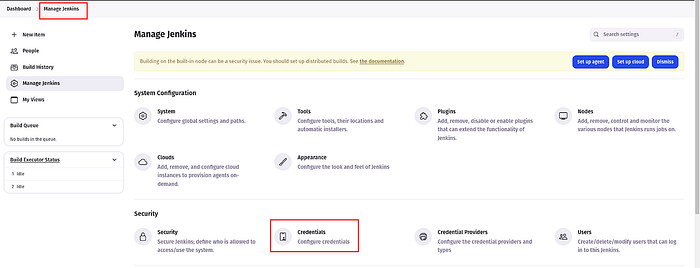 Dashboard > Manage Jenkins
New Item
People
Build History
Manage Jenkins
My Views
Build Queue
No builds in the queue.
Build Executor Status
1 Idle
2 Idle
Manage Jenkins
Search settings /
Building on the built-in node can be a security issue. You should set up distributed builds. See the documentation.
Set up agent
Set up cloud
Dismiss
System Configuration
System
Configure global settings and paths.
Tools
Configure tools, their locations and
automatic installers.
Plugins
Add, remove, disable or enable plugins
that can extend the functionality of
Jenkins.
Nodes
Add, remove, control and monitor the
various nodes that Jenkins runs jobs on.
Clouds
Add, remove, and configure cloud
instances to provision agents on-
demand.
Appearance
Configure the look and feel of Jenkins
Security
Security
Secure Jenkins; define who is allowed to
access/use the system.
Credentials
Configure credentials
Credential Providers
Configure the credential providers and
types
Users
Create/delete/modify users that can log
in to this Jenkins.